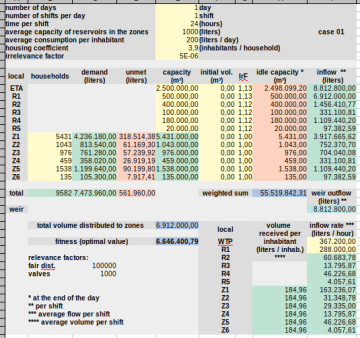 number of days 1 day
number of shifts per day 1 shift
time per shift 24 (hours)
average capacity of reservoirs in the zones 1000 (liters) case 01
average consumption per inhabitant 200 (liters / day)
housing coefficient 3,9 (inhabitants / household)
irrelevance factor 5E-06
local households demand (liters) unmet (liters) capacity (m³) initial vol. (m³) IrF idle capacity * (m³) inflow ** (liters)
ETA 2.500.000,00 0,00 1,13 2.498.099,20 8.812.800,00
R1 500.000,00 0,00 1,12 6.912.000,00
R2 400.000,00 0,00 1,10 1.456.410,77
R3 100.000,00 0,00 1,10 331.100,81
R4 180.000,00 0,00 1,10 1.109.440,20
R5 20.000,00 0,00 1,10 97.382,59
Z1 5431 4.236.180,00 318.514,38 5.431.000,00 0,00 1,00 5.431,00 3.917.665,62
Z2 1043 813.540,00 61.169,30 1.043.000,00 0,00 1,00 1.043,00 752.370,70
Z3 976 761.280,00 57.239,92 976.000,00 0,00 1,00 976,00 704.040,08
Z4 459 358.020,00 26.919,19 459.000,00 0,00 1,00 459,00 331.100,81
Z5 1538 1.199.640,00 90.199,80 1.538.000,00 0,00 1,00 1.538,00 1.109.440,20
Z6 135 105.300,00 7.917,41 135.000,00 0,00 1,00 135,00 97.382,59
total 9582 7.473.960,00 561.960,00 weighted sum 55.519.842,31 weir outflow (liters) **
weir 8.812.800,00
total volume distributed to zones 6.912.000,00
fitness (optimal value) 6.646.400,79
local volume received per inhabitant (liters / inhab.) **** inflow rate *** (liters / hour)
WTP 367.200,00
R1 288.000,00
R2 60.683,78
R3 13.795,87
R4 46.226,68
R5 4.057,61
Z1 184,96 163.236,07
Z2 184,96 31.348,78
Z3 184,96 29.335,00
Z4 184,96 13.795,87
Z5 184,96 46.226,68
Z6 184,96 4.057,61
relevance factors:
fair dist. 100000
valves 1000
* at the end of the day
** per shift
*** average flow per shift
**** average volume per shift